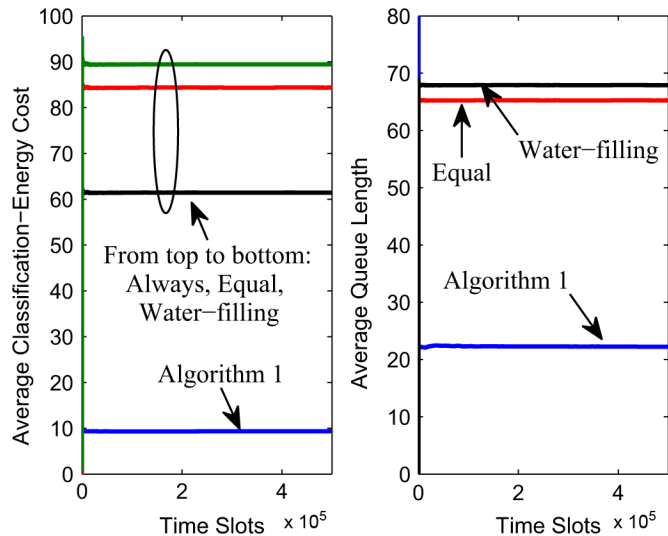 100
90
80
70
60
50
40
30
20
10
0
Average Classification-Energy Cost
From top to bottom:
Always, Equal,
Water-filling
Algorithm 1
0
2
4
Time Slots
x 10^5
80
70
60
50
40
30
20
10
0
Average Queue Length
Water-filling
Equal
Algorithm 1
0
2
4
Time Slots
x 10^5